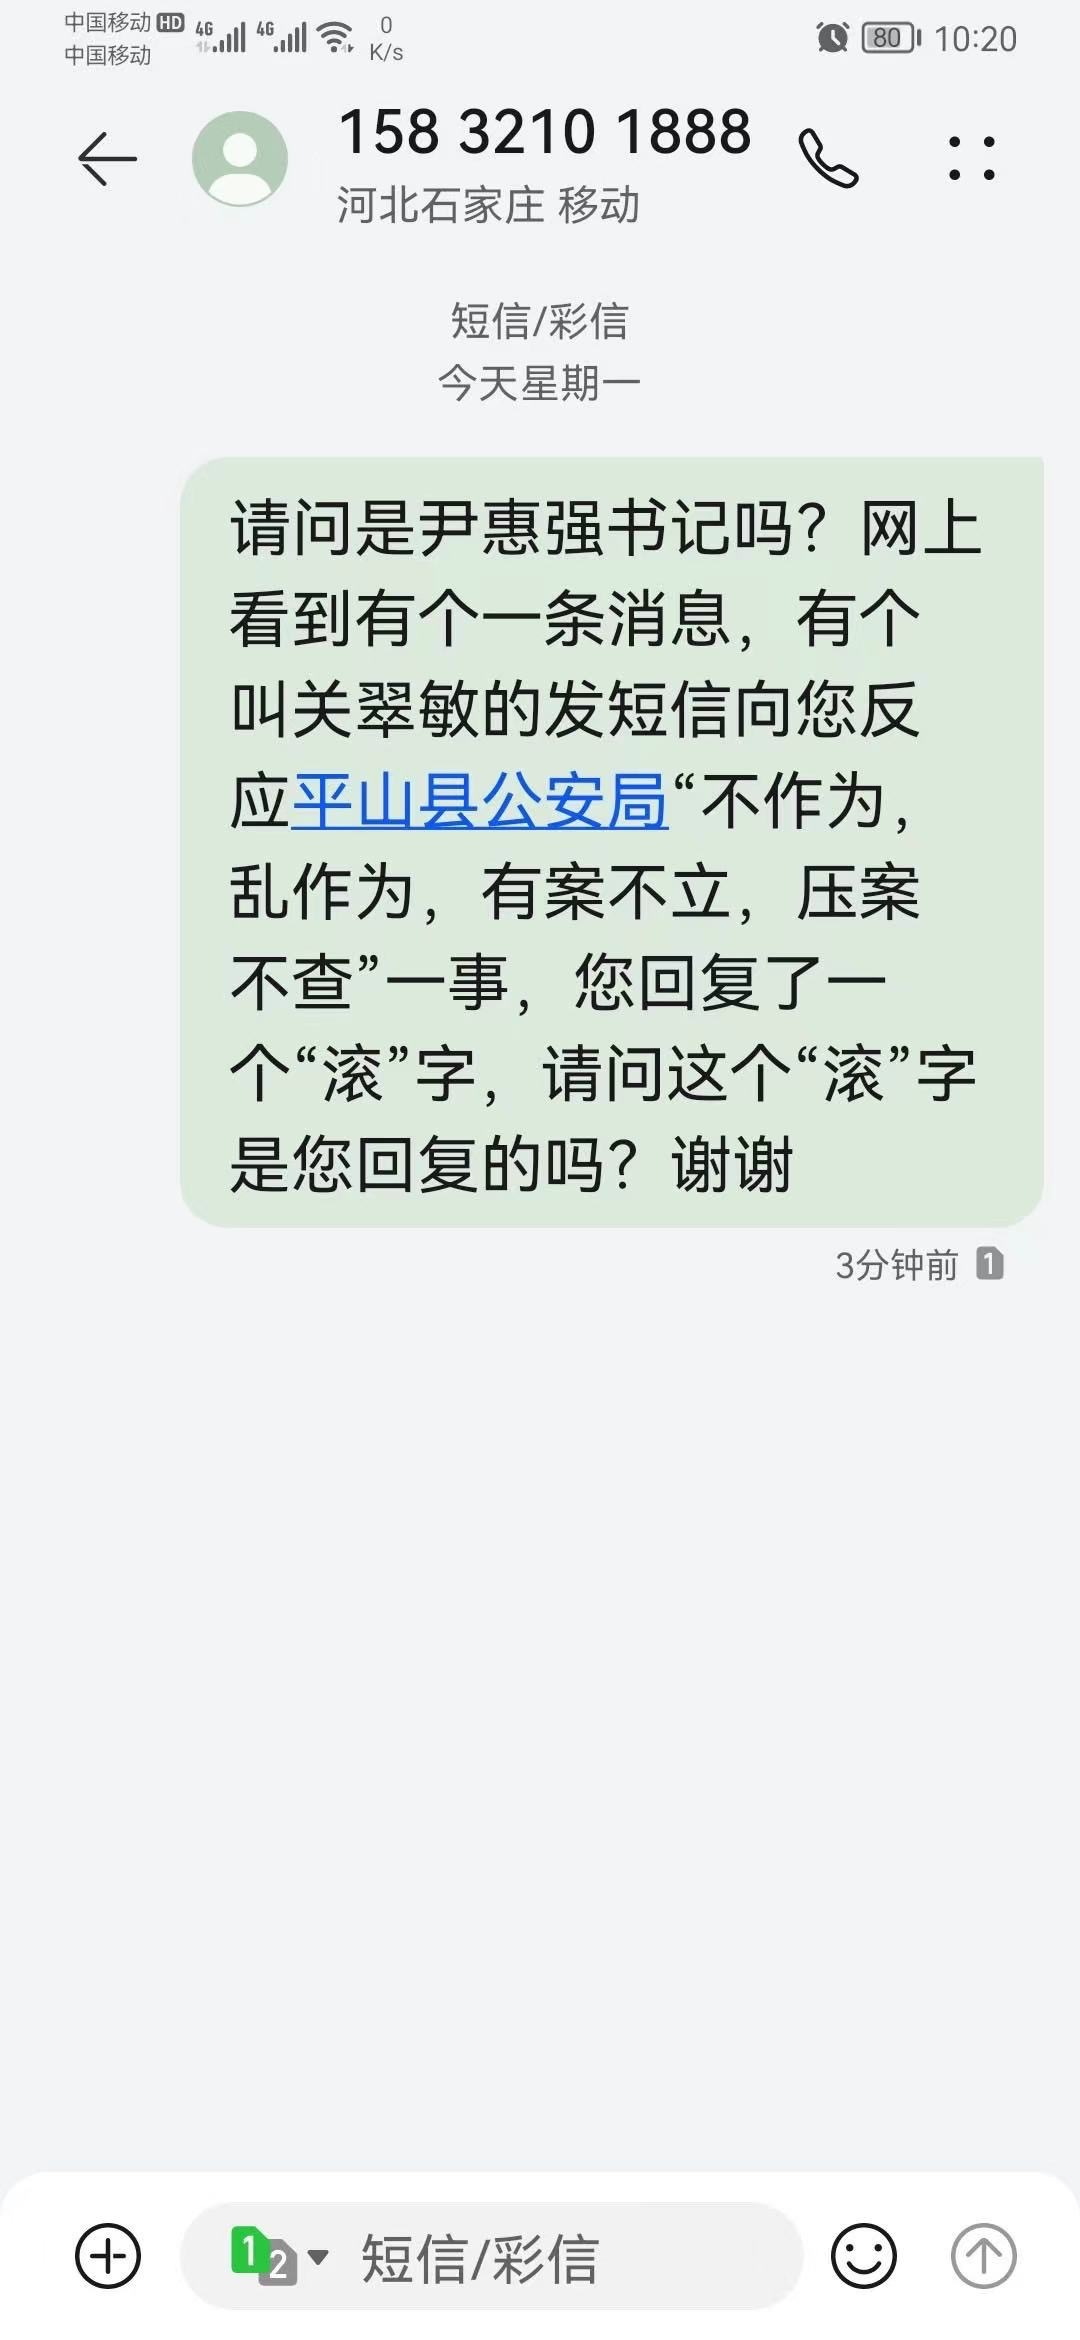 中国移动 HD 4G 4G 0 K/s 80 10:20
中国移动
158 3210 1888
河北石家庄 移动
短信/彩信
今天星期一
请问是尹惠强书记吗？网上
看到有个一条消息，有个
叫关翠敏的发短信向您反
应平山县公安局“不作为，
乱作为，有案不立，压案
不查”一事，您回复了一
个“滚”字，请问这个“滚”字
是您回复的吗？谢谢
3分钟前 1
1 2 短信/彩信